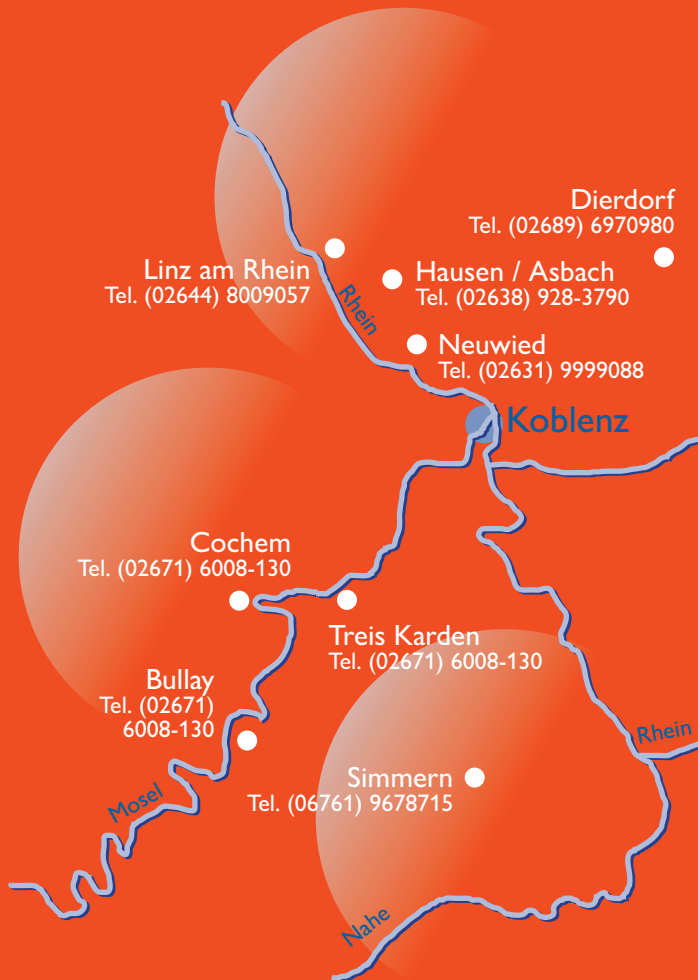 Dierdorf
Tel. (02689) 6970980
Linz am Rhein
Tel. (02644) 8009057
Hausen / Asbach
Tel. (02638) 928-3790
Rhein
Neuwied
Tel. (02631) 9999088
Koblenz
Cochem
Tel. (02671) 6008-130
Treis Karden
Tel. (02671) 6008-130
Bullay
Tel. (02671)
6008-130
Rhein
Simmern
Tel. (06761) 9678715
Mosel
Nahe